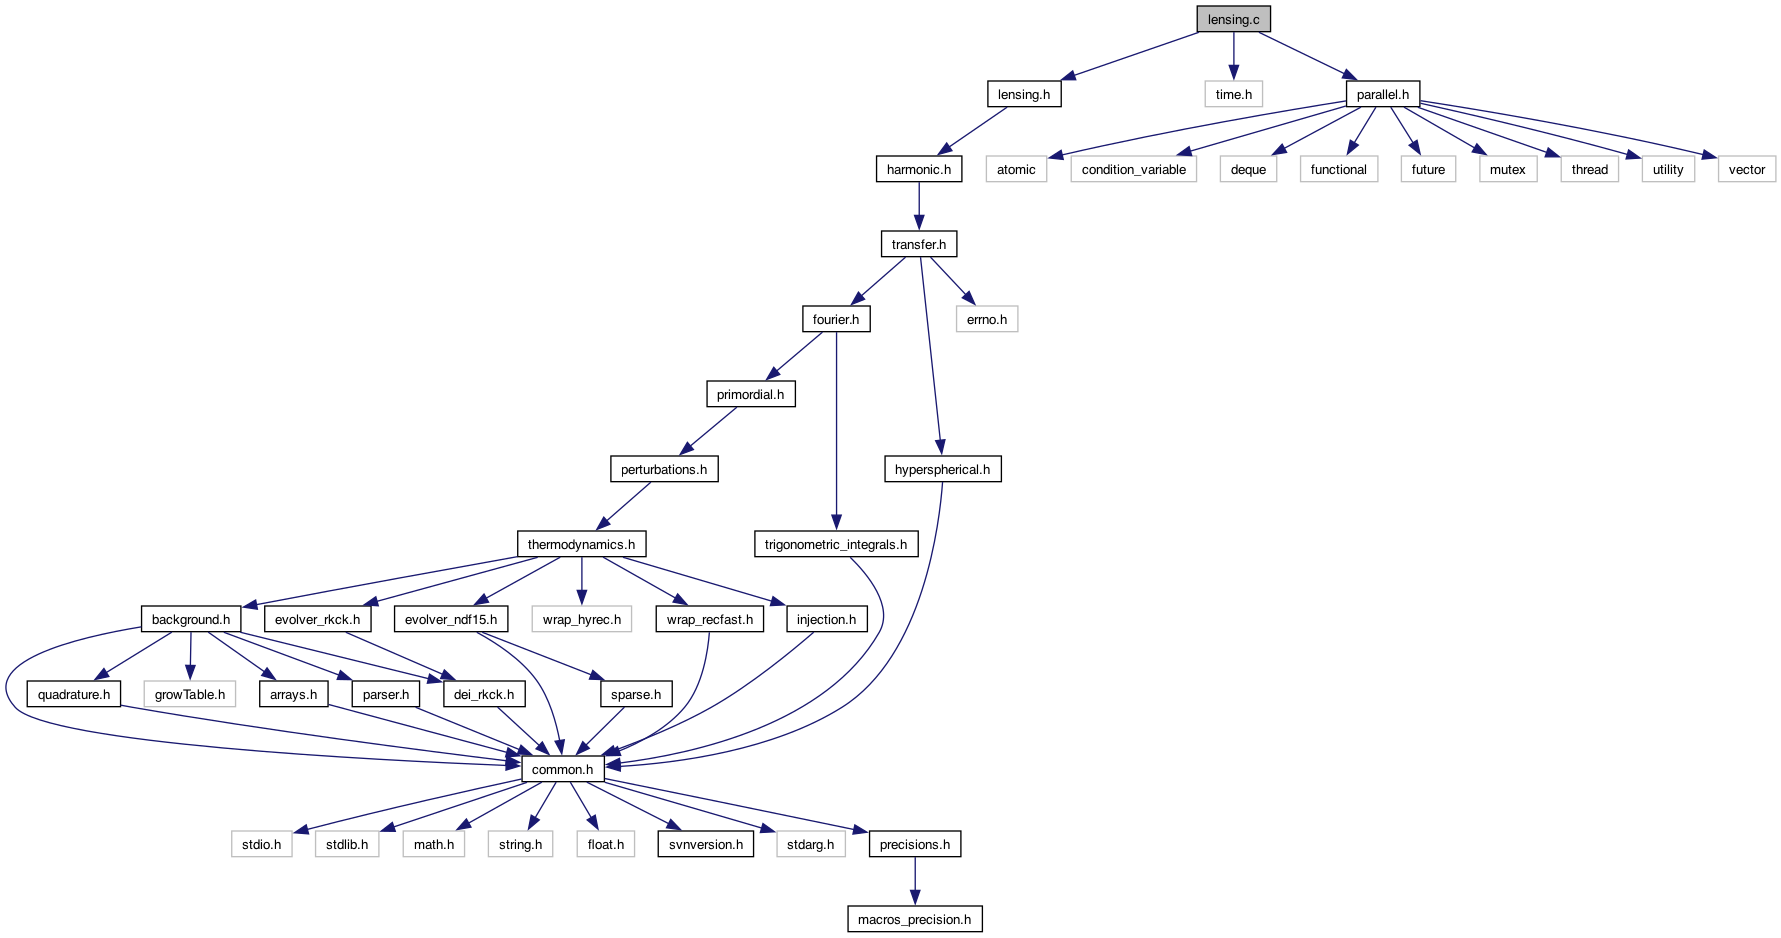 lensing.c
lensing.h
time.h
parallel.h
harmonic.h
atomic
condition_variable
deque
functional
future
mutex
thread
utility
vector
transfer.h
fourier.h
errno.h
primordial.h
perturbations.h
hyperspherical.h
thermodynamics.h
trigonometric_integrals.h
background.h
evolver_rkck.h
evolver_ndf15.h
wrap_hyrec.h
wrap_recfast.h
injection.h
quadrature.h
growTable.h
arrays.h
parser.h
dei_rkck.h
sparse.h
common.h
stdio.h
stdlib.h
math.h
string.h
float.h
svnversion.h
stdarg.h
precisions.h
macros_precision.h